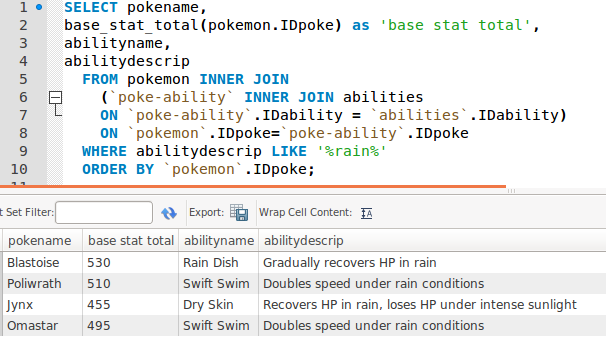 1 SELECT pokename,
2 base_stat_total(pokemon.IDpoke) as 'base stat total',
3 abilityname,
4 abilitydescrip
5 FROM pokemon INNER JOIN
6 (`poke-ability` INNER JOIN abilities
7 ON `poke-ability`.IDability = `abilities`.IDability)
8 ON `pokemon`.IDpoke=`poke-ability`.IDpoke
9 WHERE abilitydescrip LIKE '%rain%'
10 ORDER BY `pokemon`.IDpoke;
t Set Filter: Export: Wrap Cell Content:
pokename base stat total abilityname abilitydescrip
Blastoise 530 Rain Dish Gradually recovers HP in rain
Poliwrath 510 Swift Swim Doubles speed under rain conditions
Jynx 455 Dry Skin Recovers HP in rain, loses HP under intense sunlight
Omastar 495 Swift Swim Doubles speed under rain conditions